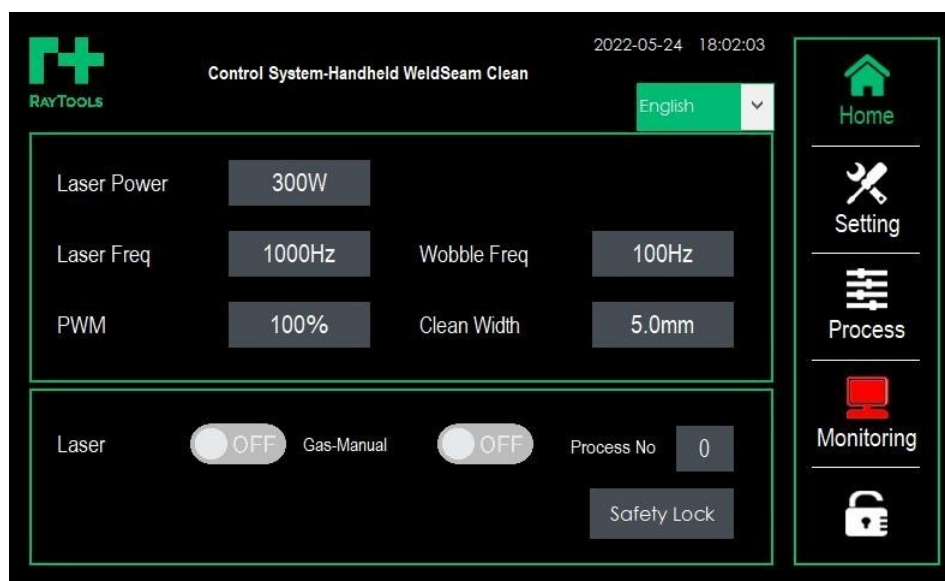 2022-05-24 18:02:03
RAYTOOLS
Control System-Handheld WeldSeam Clean
English
Laser Power 300W
Laser Freq 1000Hz Wobble Freq 100Hz
PWM 100% Clean Width 5.0mm
Laser OFF Gas-Manual OFF Process No 0
Safety Lock
Home
Setting
Process
Monitoring